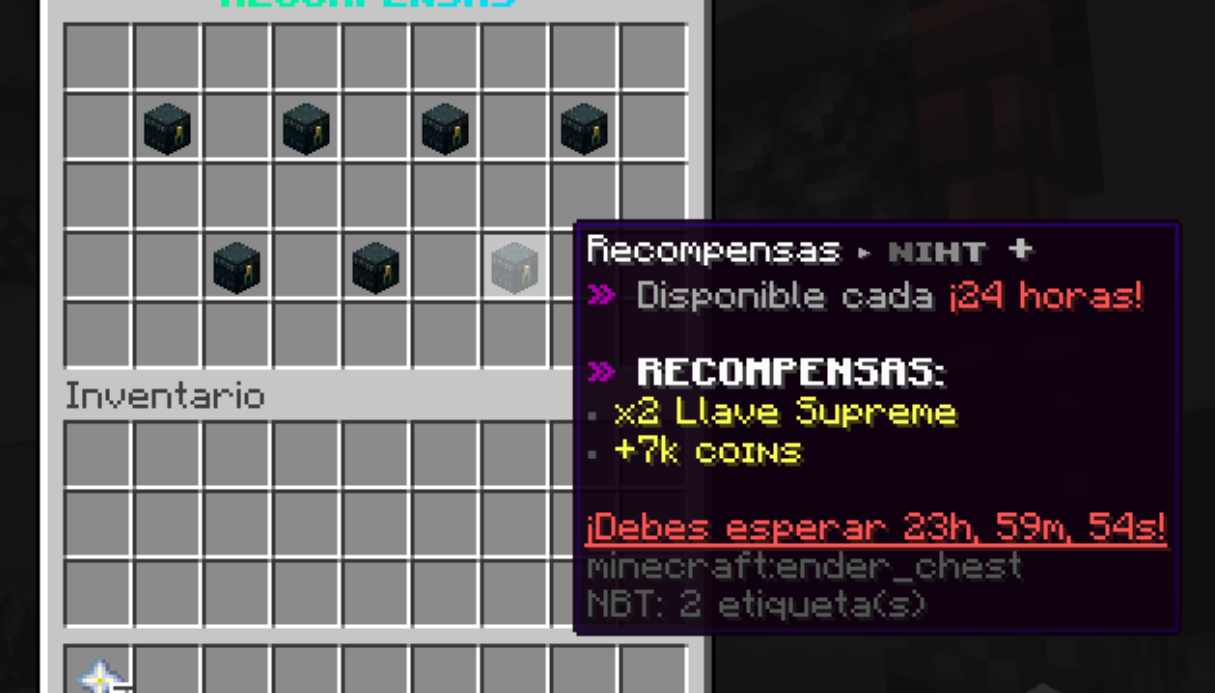 RECOMPENSAS
Recompensas ▸ NIHT +
» Disponible cada ¡24 horas!
» RECOMPENSAS:
▪ x2 Llave Supreme
▪ +7k COINS
¡Debes esperar 23h, 59m, 54s!
minecraft:ender_chest
NBT: 2 etiqueta(s)
Inventario